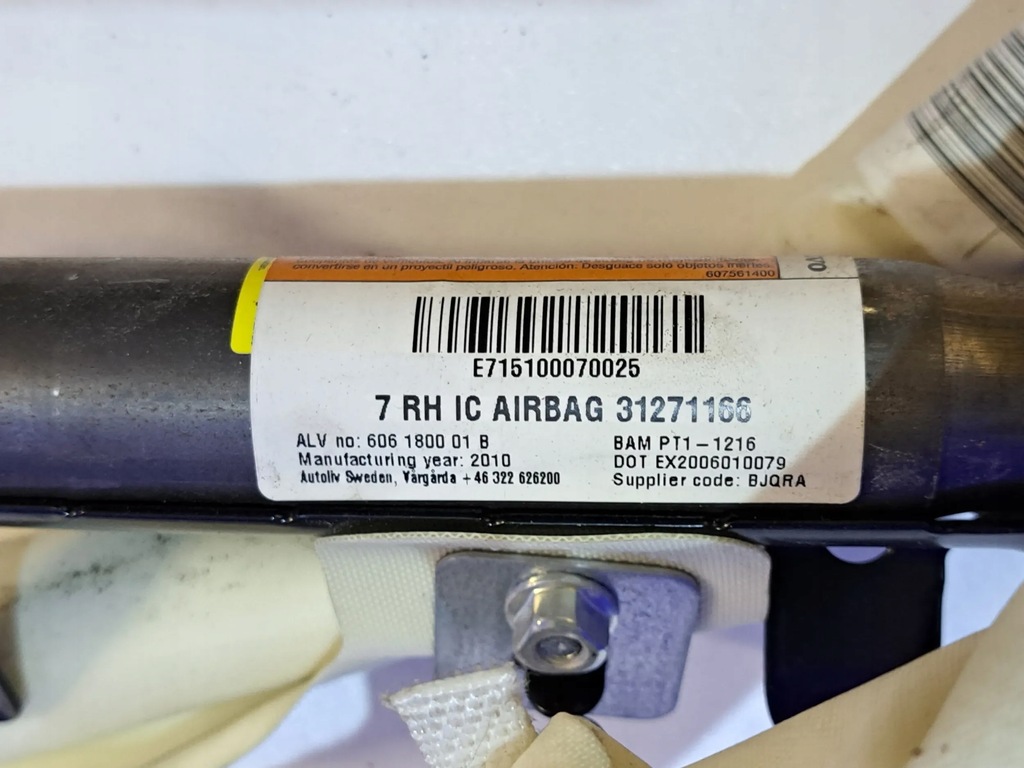 convertirse en un proyectil peligroso. Atención: Desguace solo objetos inertes.
607561400
E715100070025
7 RH IC AIRBAG 31271166
ALV no: 606 1800 01 B
Manufacturing year: 2010
Autoliv Sweden, Vårgårda +46 322 626200
BAM PT1-1216
DOT EX2006010079
Supplier code: BJQRA